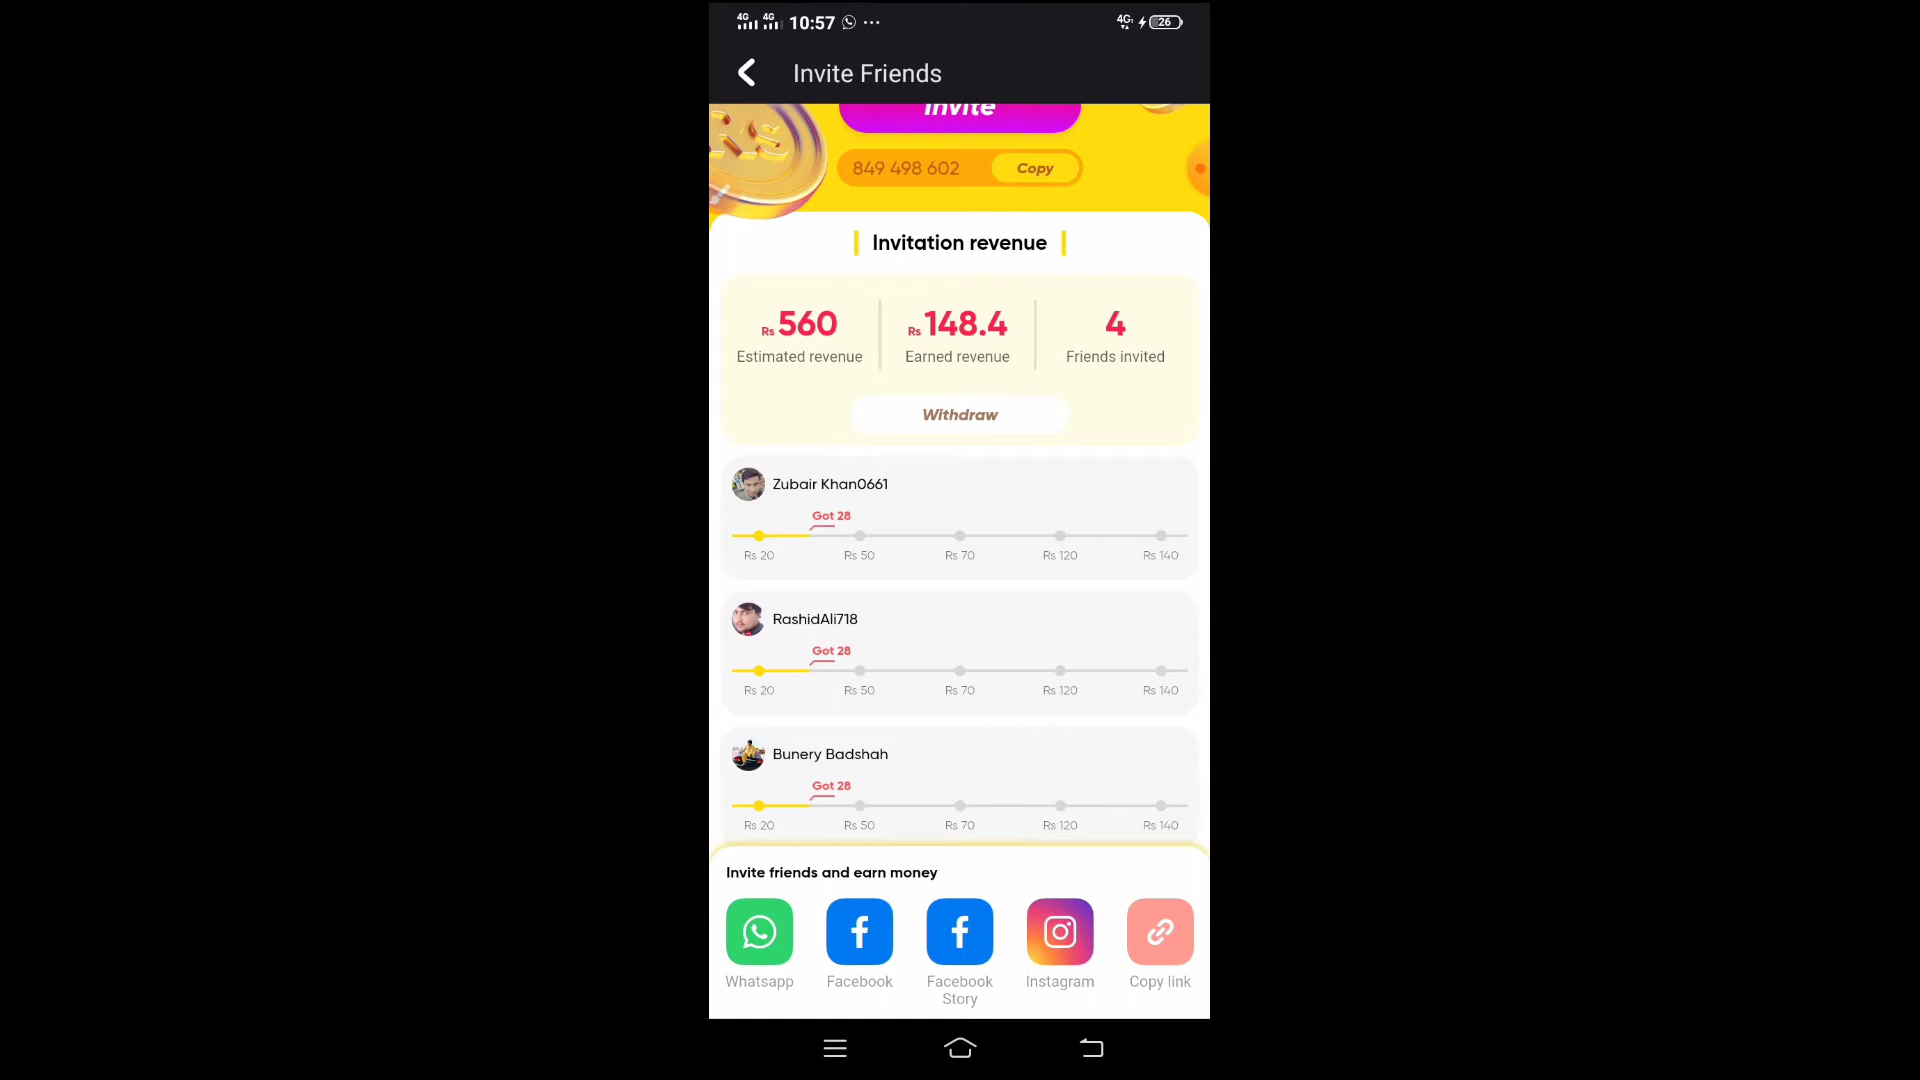 4G 4G 10:57 ... 4G 26
Invite Friends
Invite
849 498 602 Copy
Invitation revenue
Rs 560 Rs 148.4 4
Estimated revenue Earned revenue Friends invited
Withdraw
Zubair Khan0661
Got 28
Rs 20 Rs 50 Rs 70 Rs 120 Rs 140
RashidAli718
Got 28
Rs 20 Rs 50 Rs 70 Rs 120 Rs 140
Bunery Badshah
Got 28
Rs 20 Rs 50 Rs 70 Rs 120 Rs 140
Invite friends and earn money
Whatsapp Facebook Facebook Story Instagram Copy link